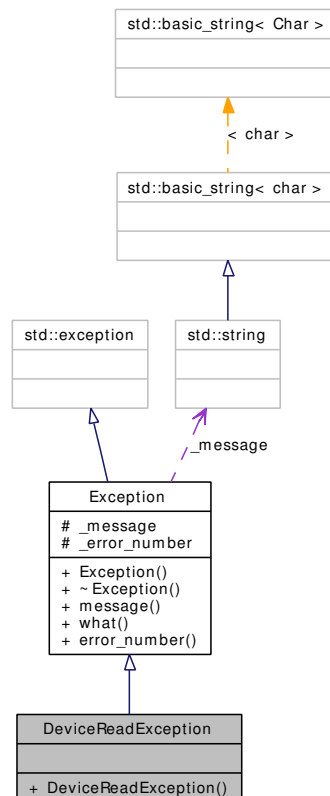 std::basic_string< Char >
< char >
std::basic_string< char >
std::exception
std::string
_message
Exception
# _message
# _error_number
+ Exception()
+ ~Exception()
+ message()
+ what()
+ error_number()
DeviceReadException
+ DeviceReadException()